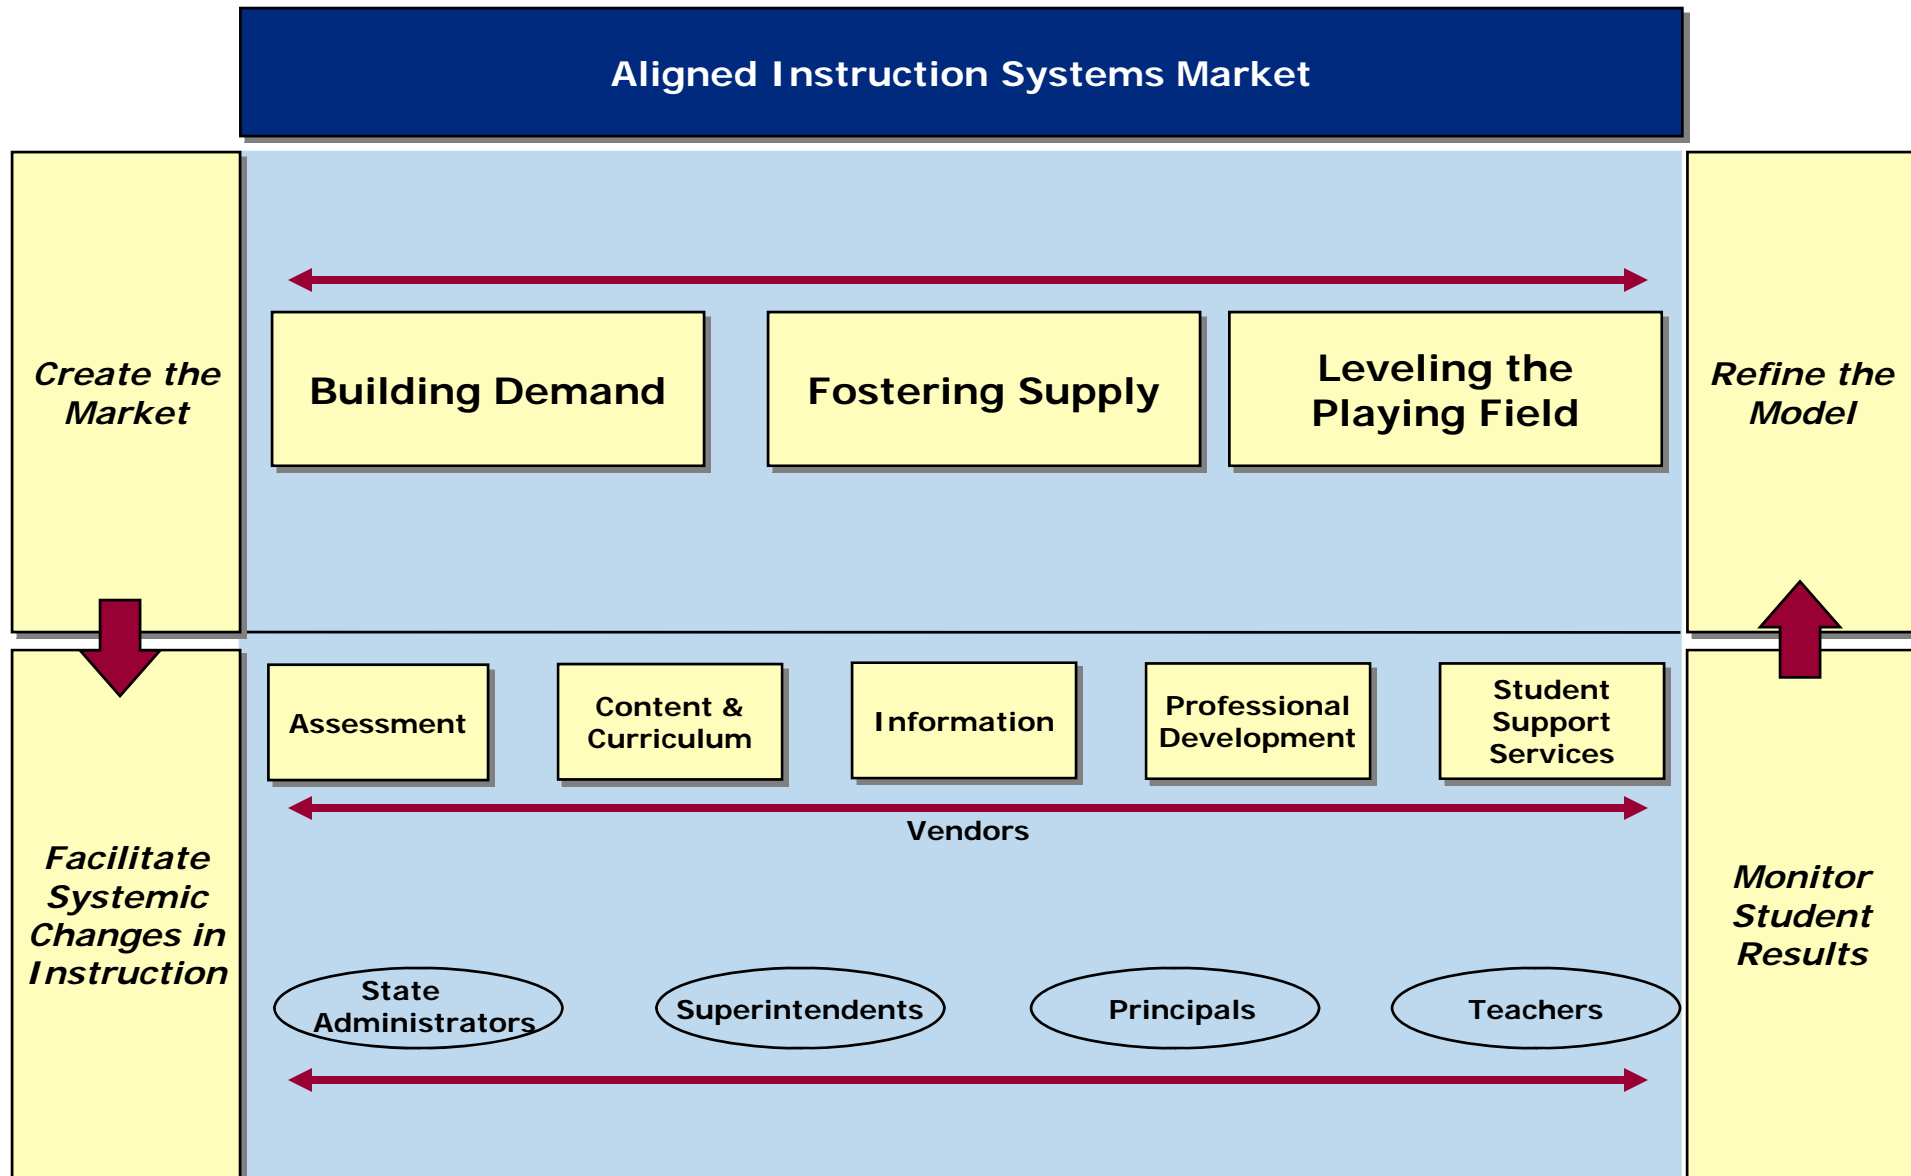 Aligned Instruction Systems Market
Create the
Market
Building Demand
Fostering Supply
Leveling the
Playing Field
Refine the
Model
Assessment
Content &
Curriculum
Information
Professional
Development
Student
Support
Services
Vendors
Facilitate
Systemic
Changes in
Instruction
Monitor
Student
Results
State
Administrators
Superintendents
Principals
Teachers